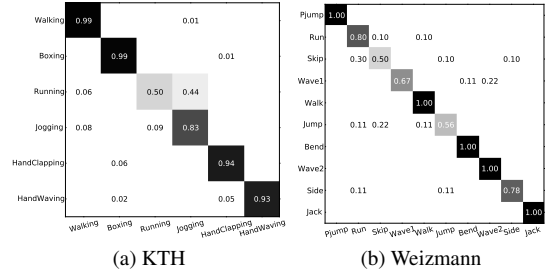 Walking 0.99 0.01
Boxing 0.99 0.01
Running 0.06 0.50 0.44
Jogging 0.08 0.09 0.83
HandClapping 0.06 0.94
HandWaving 0.02 0.05 0.93
Walking Boxing Running Jogging HandClapping HandWaving
(a) KTH
Pjump 1.00
Run 0.80 0.10 0.10
Skip 0.30 0.50 0.10 0.10
Wave1 0.67 0.11 0.22
Walk 1.00
Jump 0.11 0.22 0.11 0.56
Bend 1.00
Wave2 1.00
Side 0.11 0.11 0.78
Jack 1.00
Pjump Run Skip Wave1 Walk Jump Bend Wave2 Side Jack
(b) Weizmann